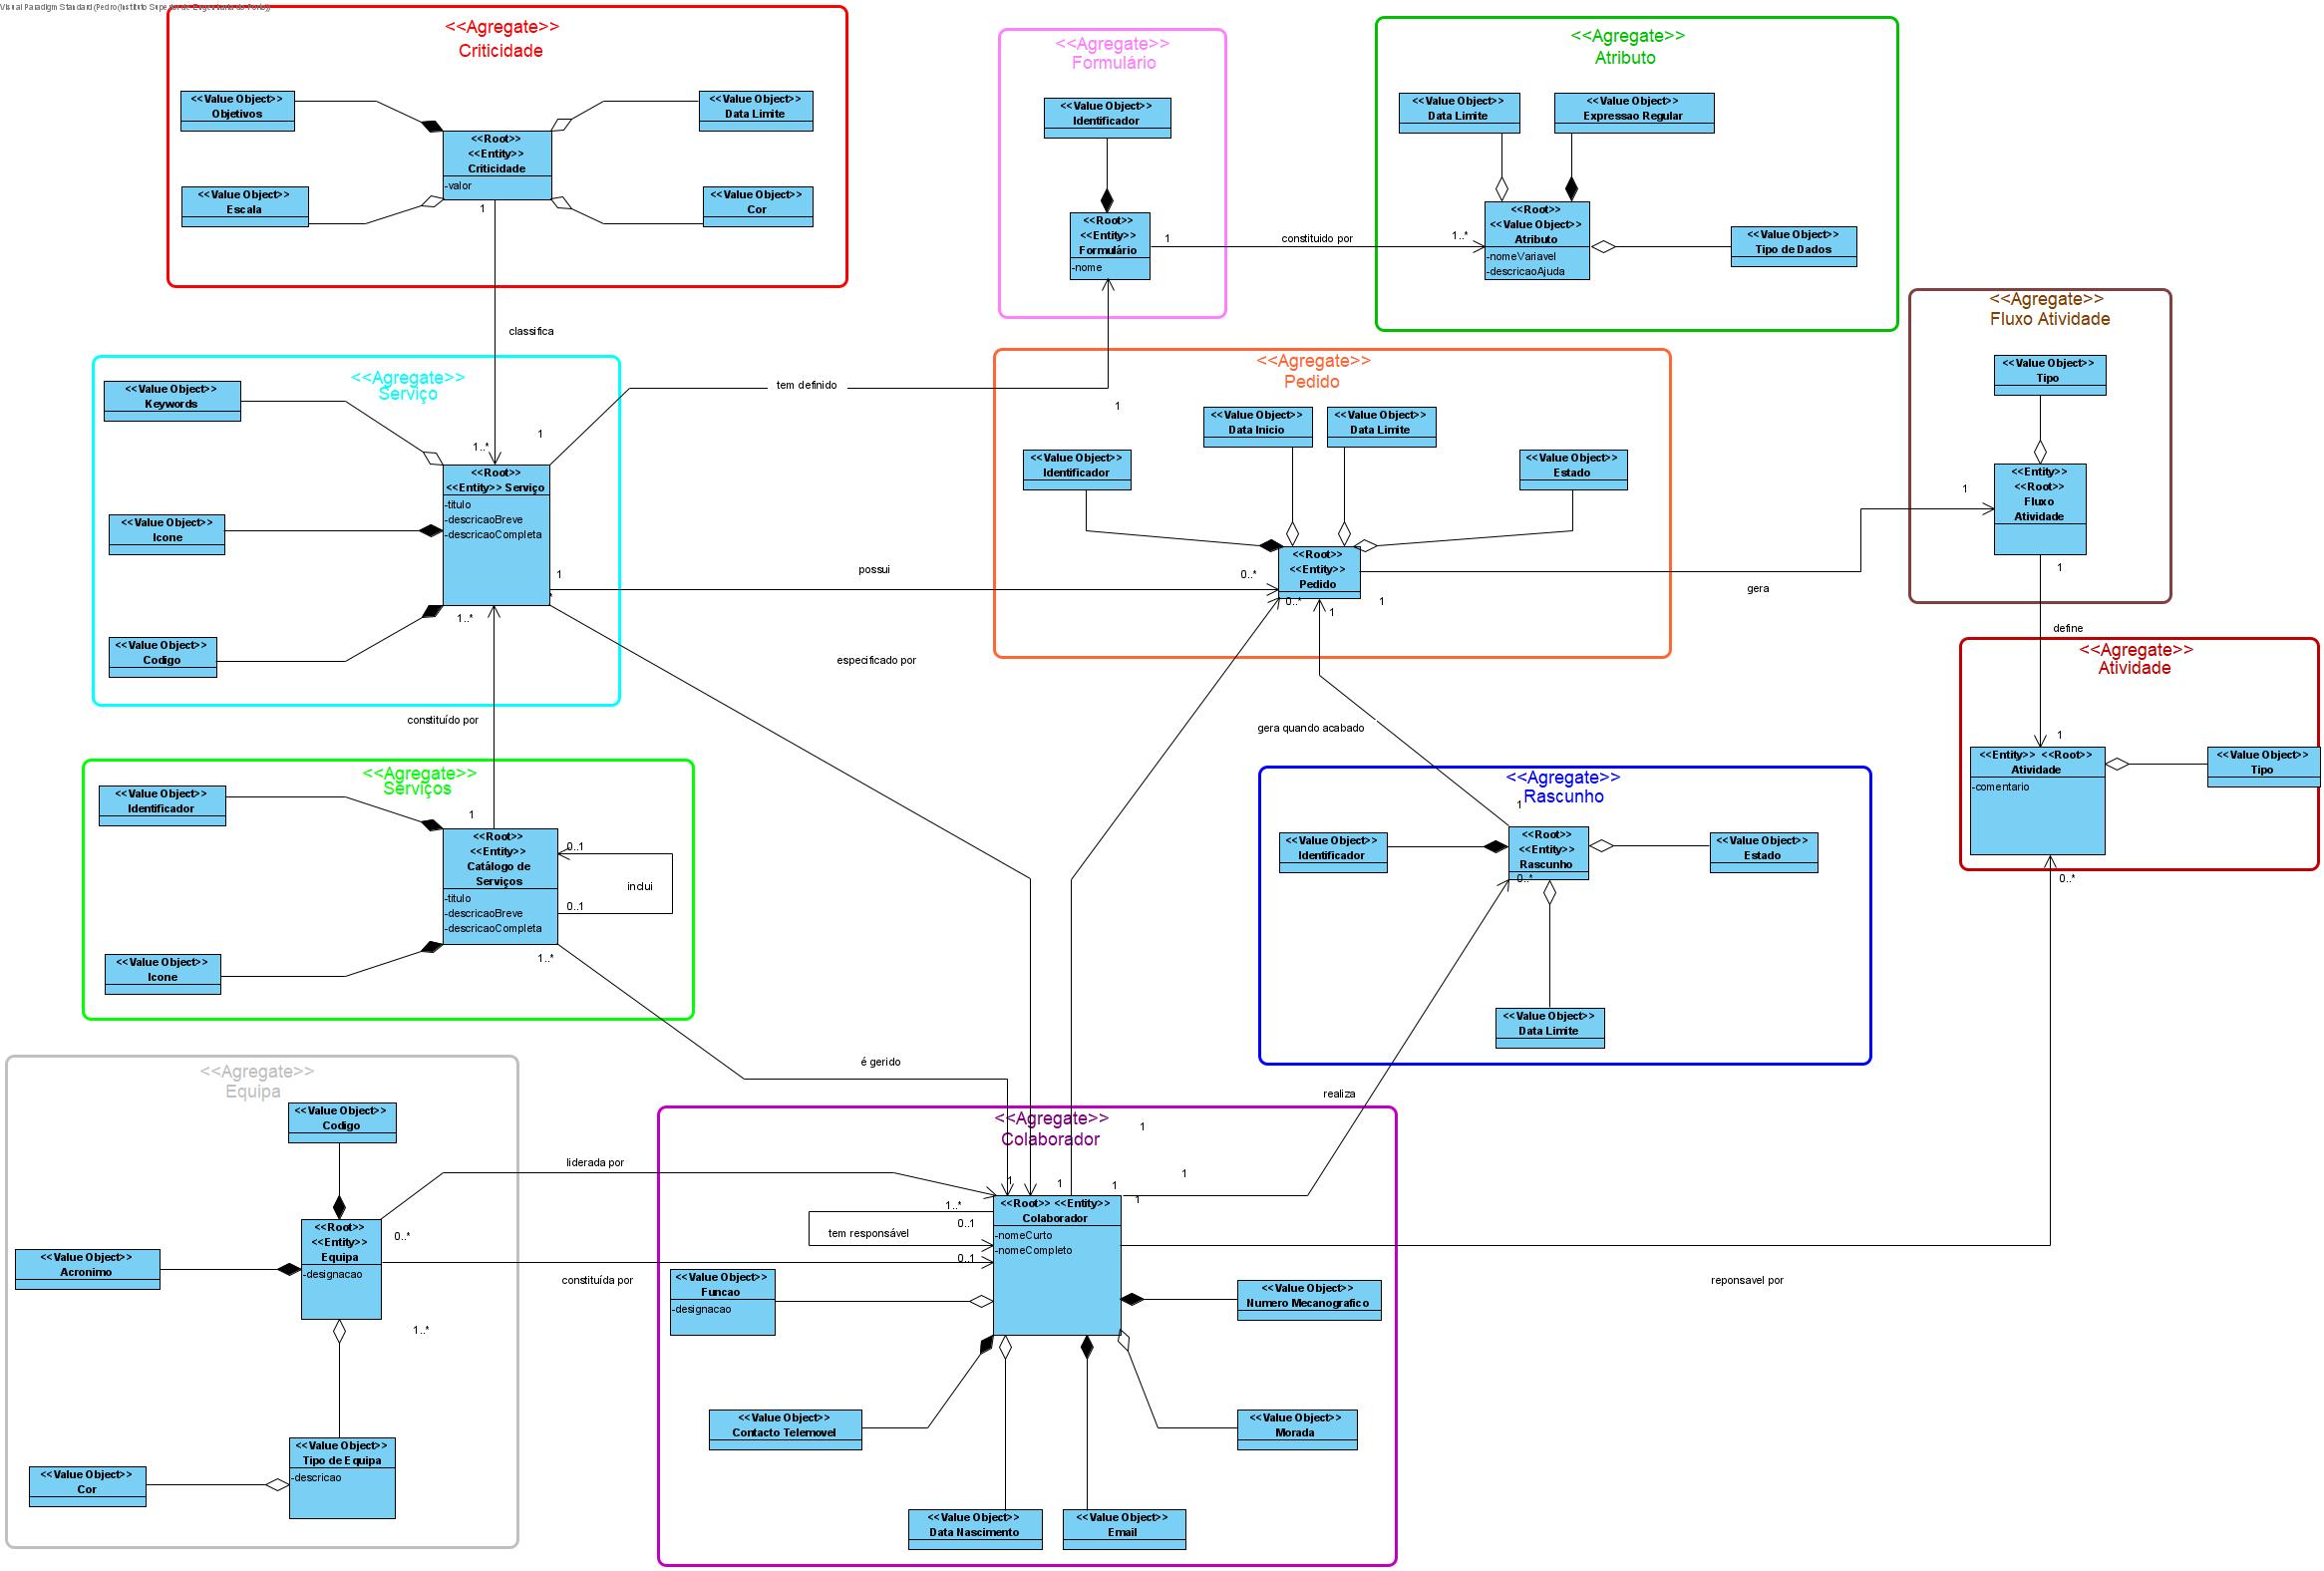 Visual Paradigm Standard(Pedro(Instituto Superior de Engenharia do Porto))
<<Agregate>>
Criticidade
<<Value Object>>
Objetivos
<<Value Object>>
Data Limite
<<Root>>
<<Entity>>
Criticidade
-valor
<<Value Object>>
Escala
<<Value Object>>
Cor
1
classifica
<<Agregate>>
Formulário
<<Value Object>>
Identificador
<<Root>>
<<Entity>>
Formulário
-nome
1
constituido por
1..*
<<Agregate>>
Atributo
<<Value Object>>
Data Limite
<<Value Object>>
Expressao Regular
<<Root>>
<<Value Object>>
Atributo
-nomeVariavel
-descricaoAjuda
<<Value Object>>
Tipo de Dados
<<Agregate>>
Serviço
<<Value Object>>
Keywords
1
1..*
tem definido
1
<<Root>>
<<Entity>> Serviço
-titulo
-descricaoBreve
-descricaoCompleta
<<Value Object>>
Icone
<<Value Object>>
Codigo
1
*
1..*
possui
especificado por
constituído por
<<Agregate>>
Pedido
<<Value Object>>
Data Inicio
<<Value Object>>
Data Limite
<<Value Object>>
Identificador
<<Value Object>>
Estado
<<Root>>
<<Entity>>
Pedido
0..*
0..*
1
1
gera
1
<<Agregate>>
Fluxo Atividade
<<Value Object>>
Tipo
<<Entity>>
<<Root>>
Fluxo
Atividade
1
define
<<Agregate>>
Atividade
1
<<Entity>> <<Root>>
Atividade
-comentario
<<Value Object>>
Tipo
0..*
gera quando acabado
<<Agregate>>
Rascunho
1
<<Value Object>>
Identificador
<<Root>>
<<Entity>>
Rascunho
0..*
<<Value Object>>
Estado
<<Value Object>>
Data Limite
realiza
<<Agregate>>
Serviços
<<Value Object>>
Identificador
1
<<Root>>
<<Entity>>
Catálogo de
Serviços
-titulo
-descricaoBreve
-descricaoCompleta
0..1
inclui
0..1
<<Value Object>>
Icone
1..*
é gerido
<<Agregate>>
Equipa
<<Value Object>>
Codigo
<<Root>>
<<Entity>>
Equipa
-designacao
<<Value Object>>
Acronimo
0..*
1..*
liderada por
constituída por
<<Value Object>>
Tipo de Equipa
-descricao
<<Value Object>>
Cor
<<Agregate>>
Colaborador
1
1
1
1
1
1
1..*
0..1
tem responsável
0..1
<<Root>> <<Entity>>
Colaborador
-nomeCurto
-nomeCompleto
<<Value Object>>
Funcao
-designacao
<<Value Object>>
Numero Mecanografico
<<Value Object>>
Contacto Telemovel
<<Value Object>>
Morada
<<Value Object>>
Data Nascimento
<<Value Object>>
Email
reponsavel por